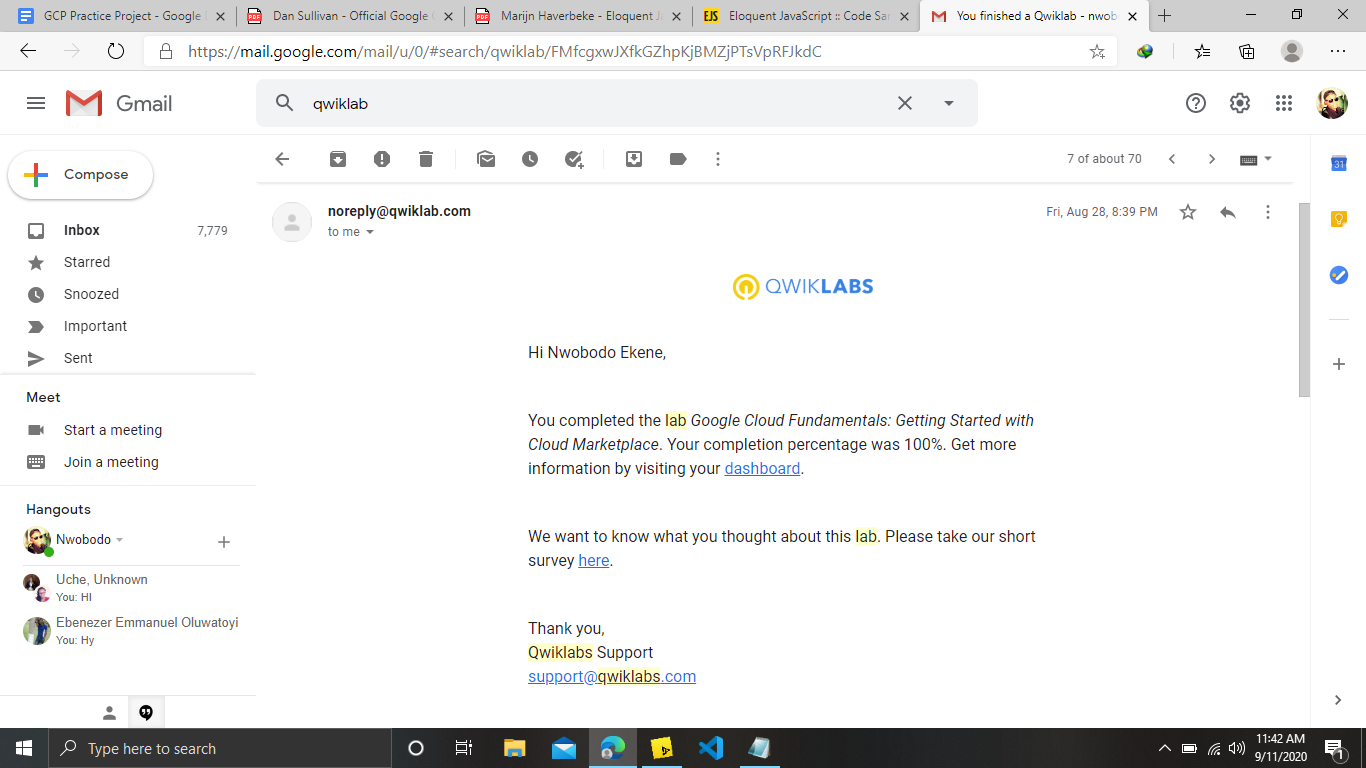 GCP Practice Project - Google
Dan Sullivan - Official Google
Marijn Haverbeke - Eloquent
EJS Eloquent JavaScript :: Code
You finished a Qwiklab - nwob
https://mail.google.com/mail/u/0/#search/qwiklab/FMfcgxwJXfkGZhpKjBMZjPTsVpRFJkdC
Gmail
qwiklab
Compose
7 of about 70
31
Inbox 7,779
Starred
Snoozed
Important
Sent
Meet
Start a meeting
Join a meeting
Hangouts
Nwobodo
Uche, Unknown
You: HI
Ebenezer Emmanuel Oluwatoyi
You: Hy
noreply@qwiklab.com
Fri, Aug 28, 8:39 PM
to me
QWIKLABS
Hi Nwobodo Ekene,
You completed the lab Google Cloud Fundamentals: Getting Started with
Cloud Marketplace. Your completion percentage was 100%. Get more
information by visiting your dashboard.
We want to know what you thought about this lab. Please take our short
survey here.
Thank you,
Qwiklabs Support
support@qwiklabs.com
Type here to search
11:42 AM
9/11/2020
1